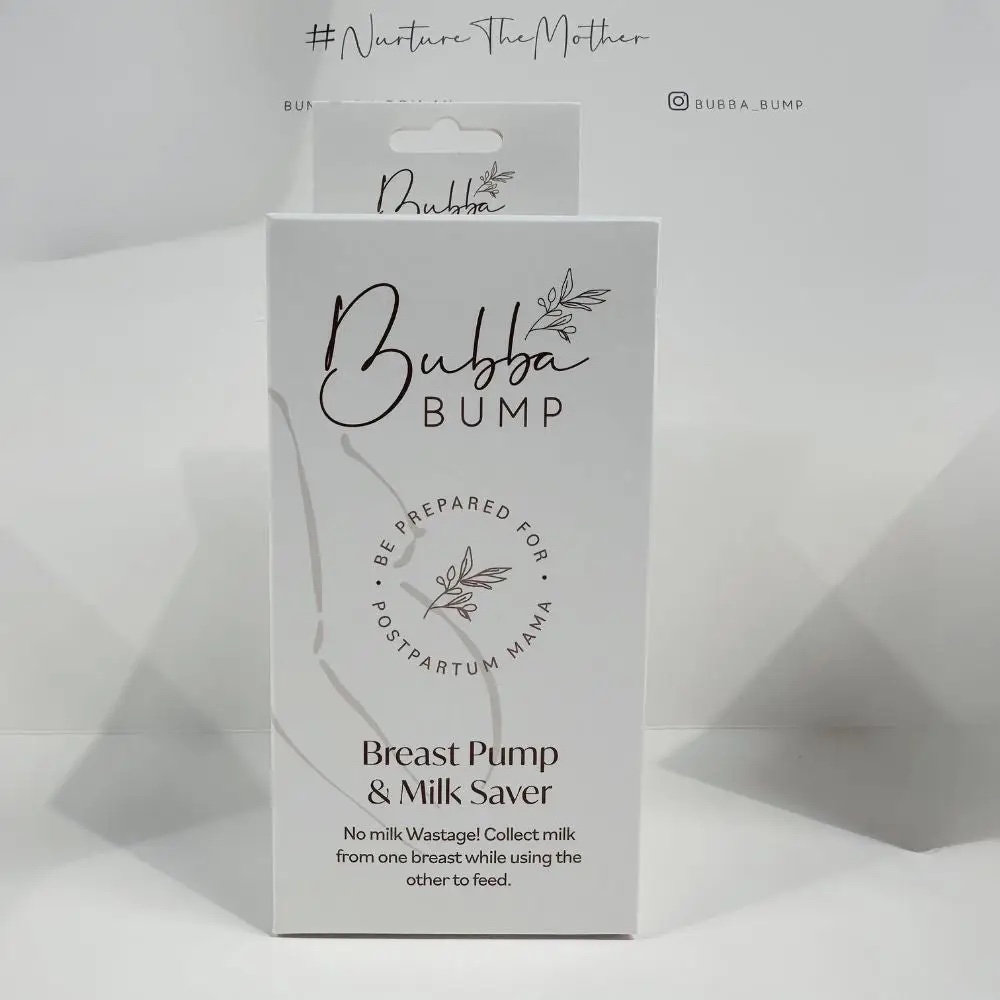 #NurtureTheMother
BUBBA_BUMP
Bubba
Bubba
BUMP
BE PREPARED FOR
POSTPARTUM MAMA
Breast Pump
& Milk Saver
No milk Wastage! Collect milk
from one breast while using the
other to feed.